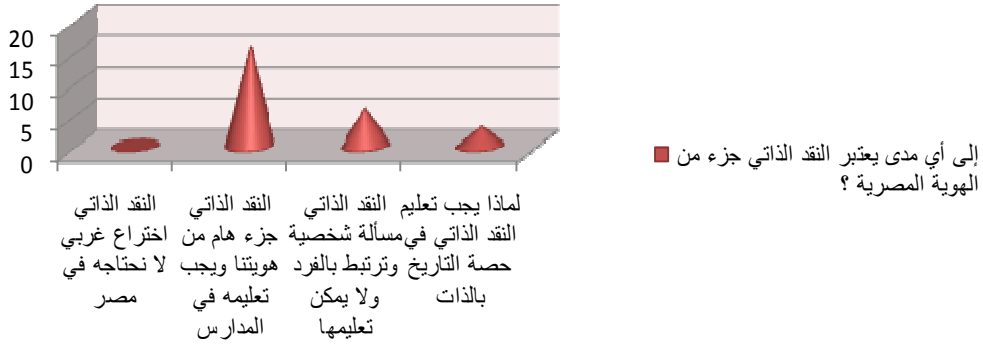 20
15
10
5
0
إلى أي مدى يعتبر النقد الذاتي جزء من
الهوية المصرية ؟
النقد الذاتي
اختراع غربي
لا نحتاجه في
مصر
النقد الذاتي
جزء هام من
هويتنا ويجب
تعليمه في
المدارس
النقد الذاتي
مسألة شخصية
وترتبط بالفرد
ولا يمكن
تعليمها
لماذا يجب تعليم
النقد الذاتي في
حصة التاريخ
بالذات